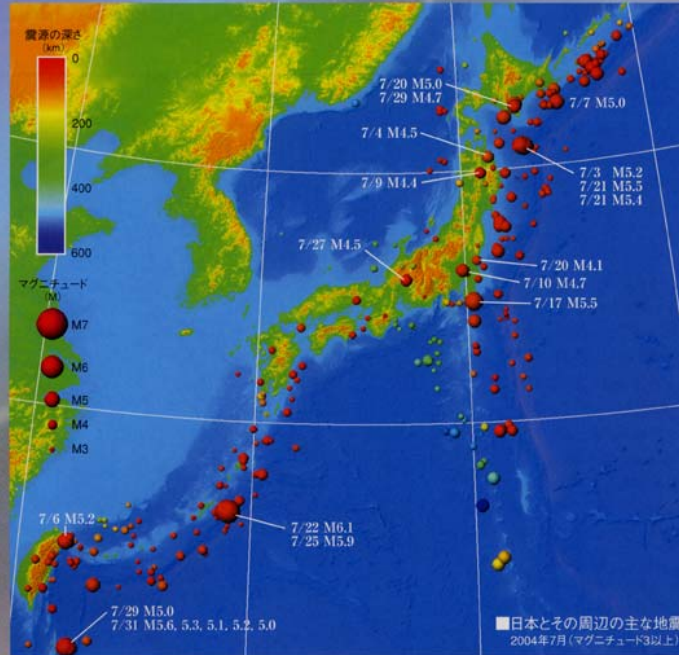 震源の深さ
(km)
0
200
400
600
マグニチュード
(M)
M7
M6
M5
M4
M3
7/20 M5.0
7/29 M4.7
7/7 M5.0
7/4 M4.5
7/3 M5.2
7/21 M5.5
7/21 M5.4
7/9 M4.4
7/27 M4.5
7/20 M4.1
7/10 M4.7
7/17 M5.5
7/6 M5.2
7/22 M6.1
7/25 M5.9
7/29 M5.0
7/31 M5.6, 5.3, 5.1, 5.2, 5.0
■日本とその周辺の主な地震
2004年7月(マグニチュード3以上)